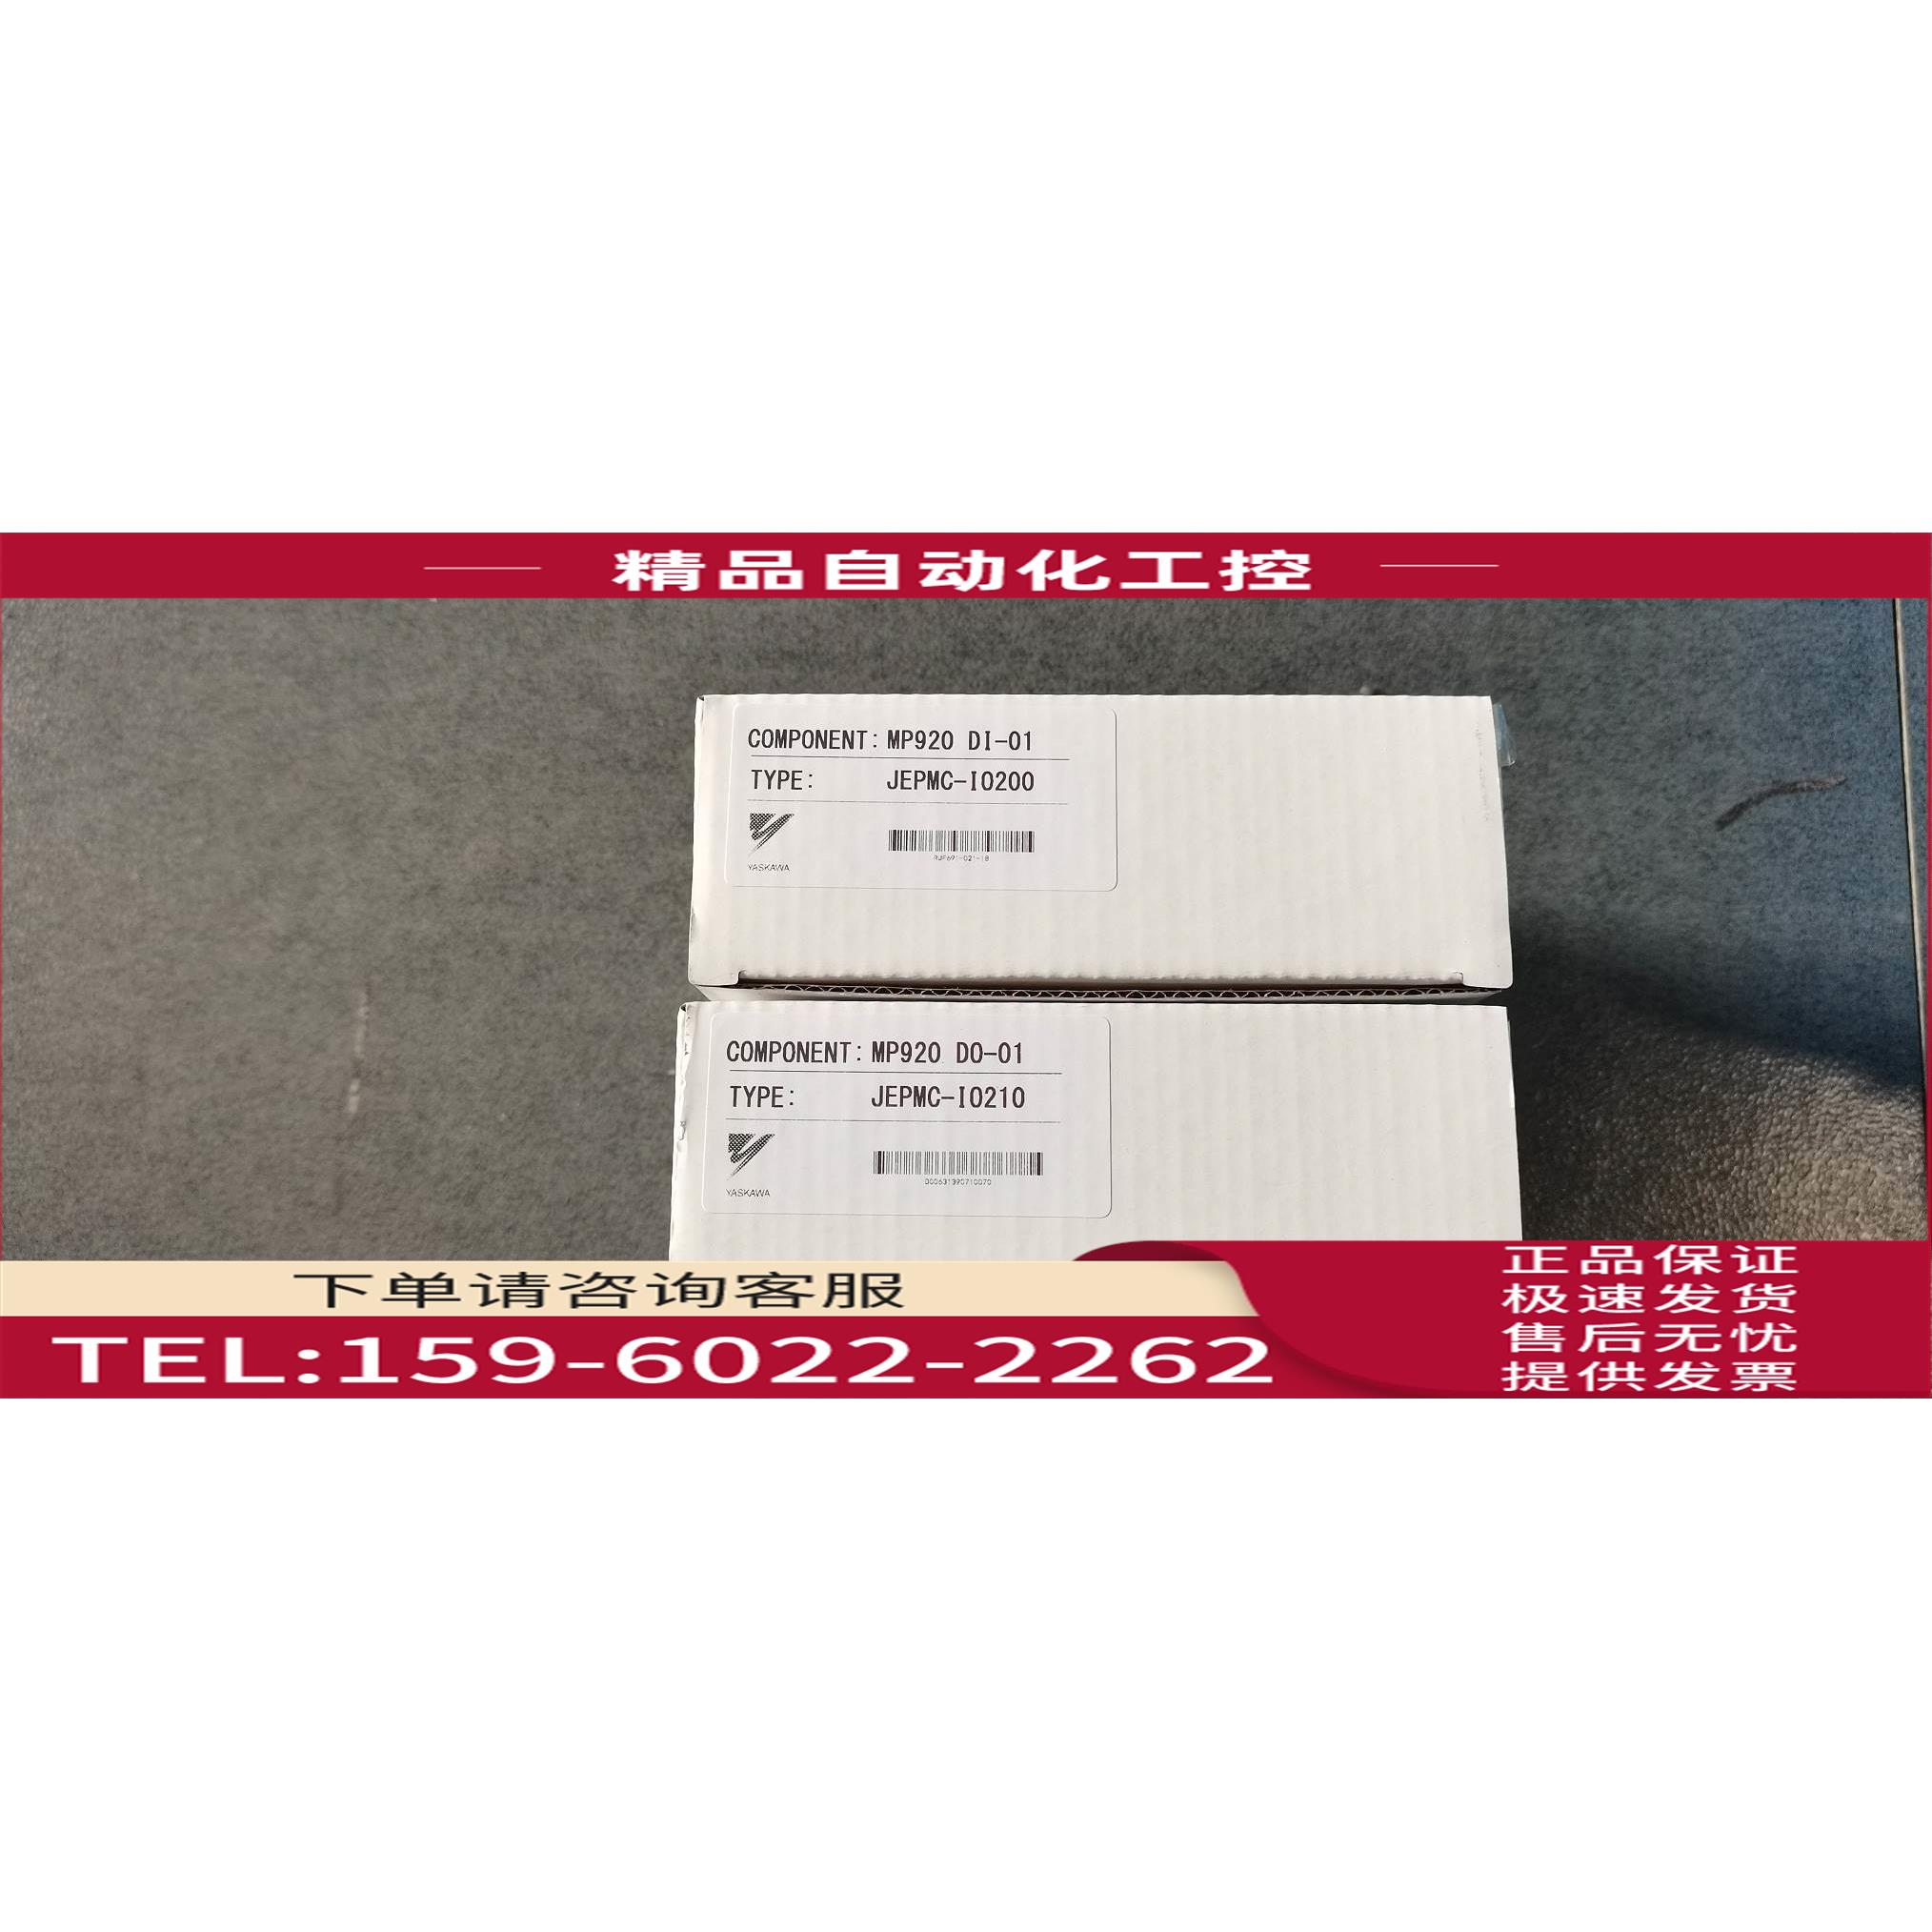 精品自动化工控
COMPONENT: MP920 DI-01
TYPE: JEPMC-IO200
YASKAWA
COMPONENT: MP920 DO-01
TYPE: JEPMC-IO210
YASKAWA
下单请咨询客服
TEL:159-6022-2262
正品保证
极速发货
售后无忧
提供发票